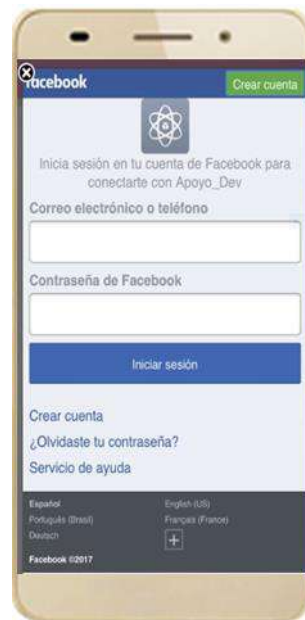 facebook
Crear cuenta
Inicia sesión en tu cuenta de Facebook para
conectarte con Apoyo_Dev
Correo electrónico o teléfono
Contraseña de Facebook
Iniciar sesión
Crear cuenta
¿Olvidaste tu contraseña?
Servicio de ayuda
Español
English (US)
Português (Brasil)
Français (France)
Deutsch
Facebook ©2017